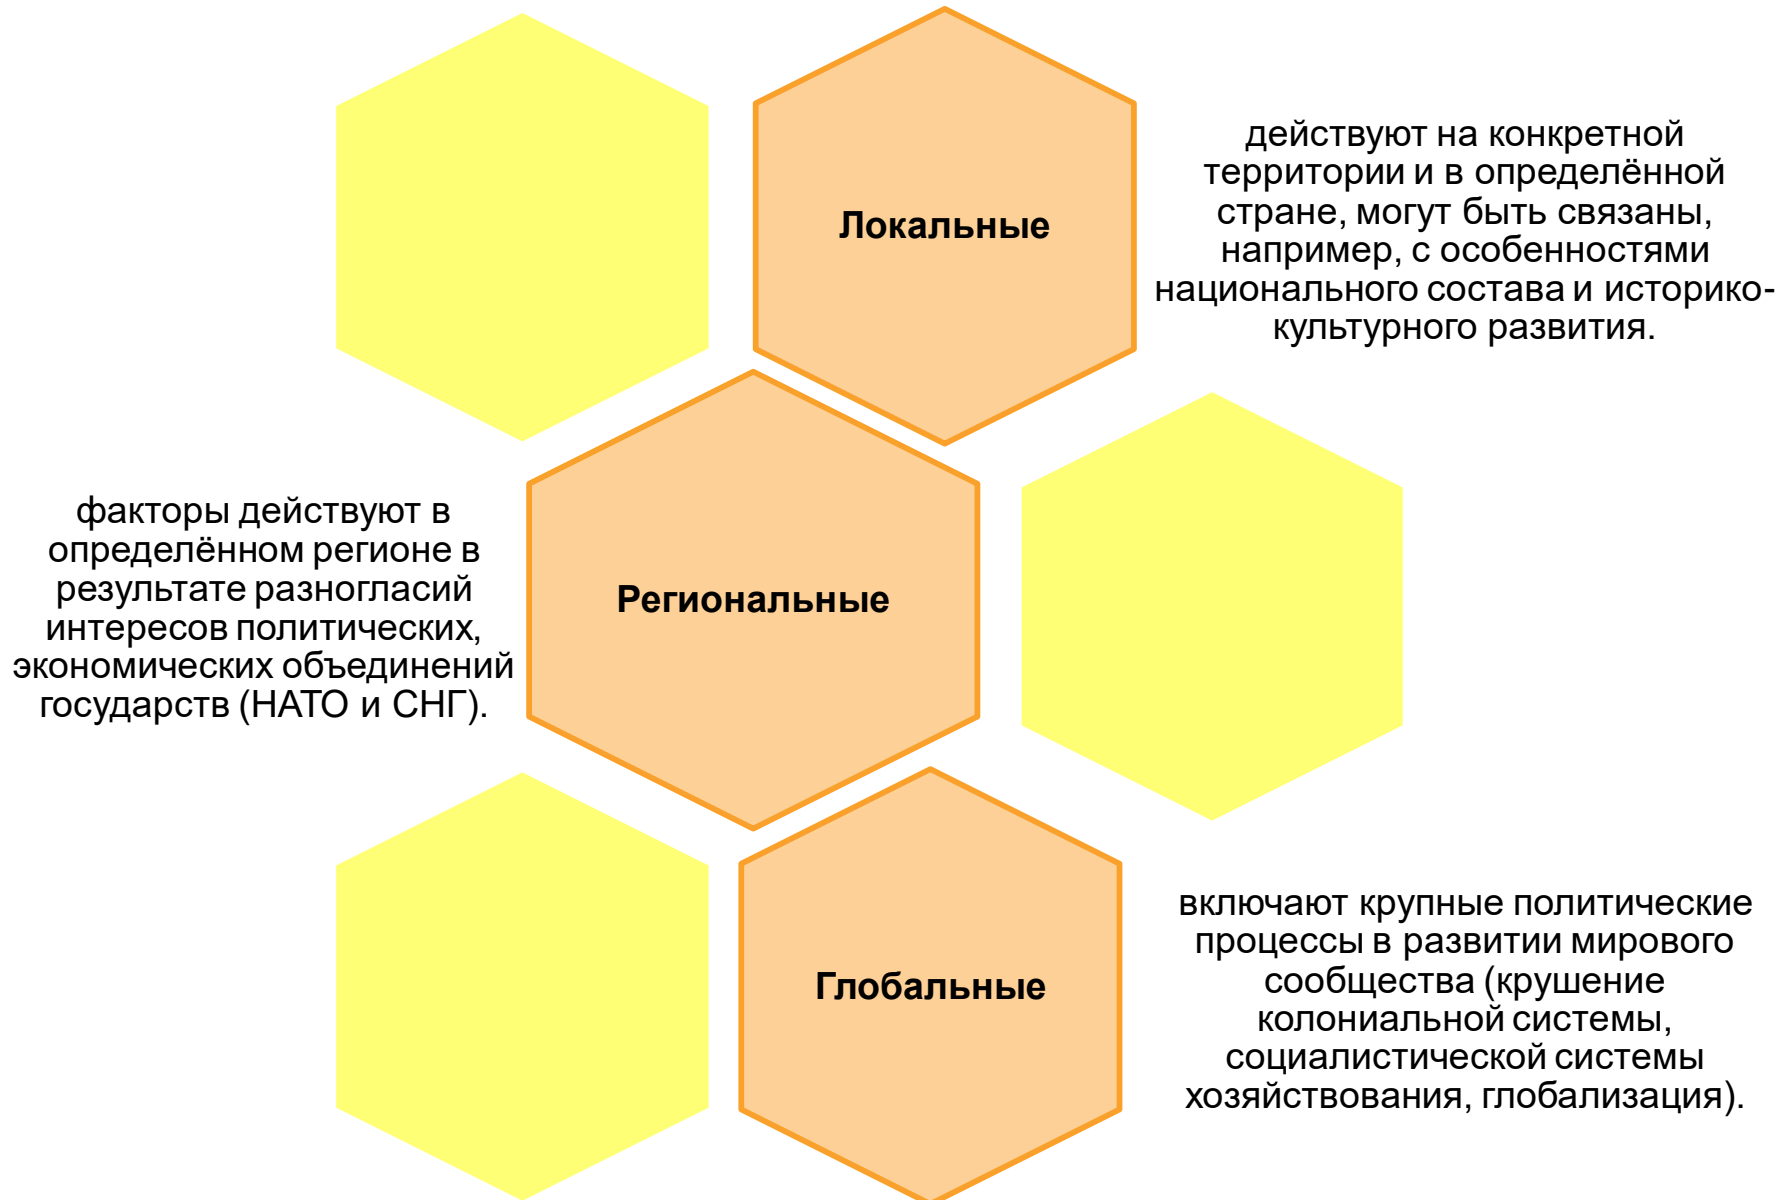 Локальные
действуют на конкретной
территории и в определённой
стране, могут быть связаны,
например, с особенностями
национального состава и историко-
культурного развития.
Региональные
факторы действуют в
определённом регионе в
результате разногласий
интересов политических,
экономических объединений
государств (НАТО и СНГ).
Глобальные
включают крупные политические
процессы в развитии мирового
сообщества (крушение
колониальной системы,
социалистической системы
хозяйствования, глобализация).